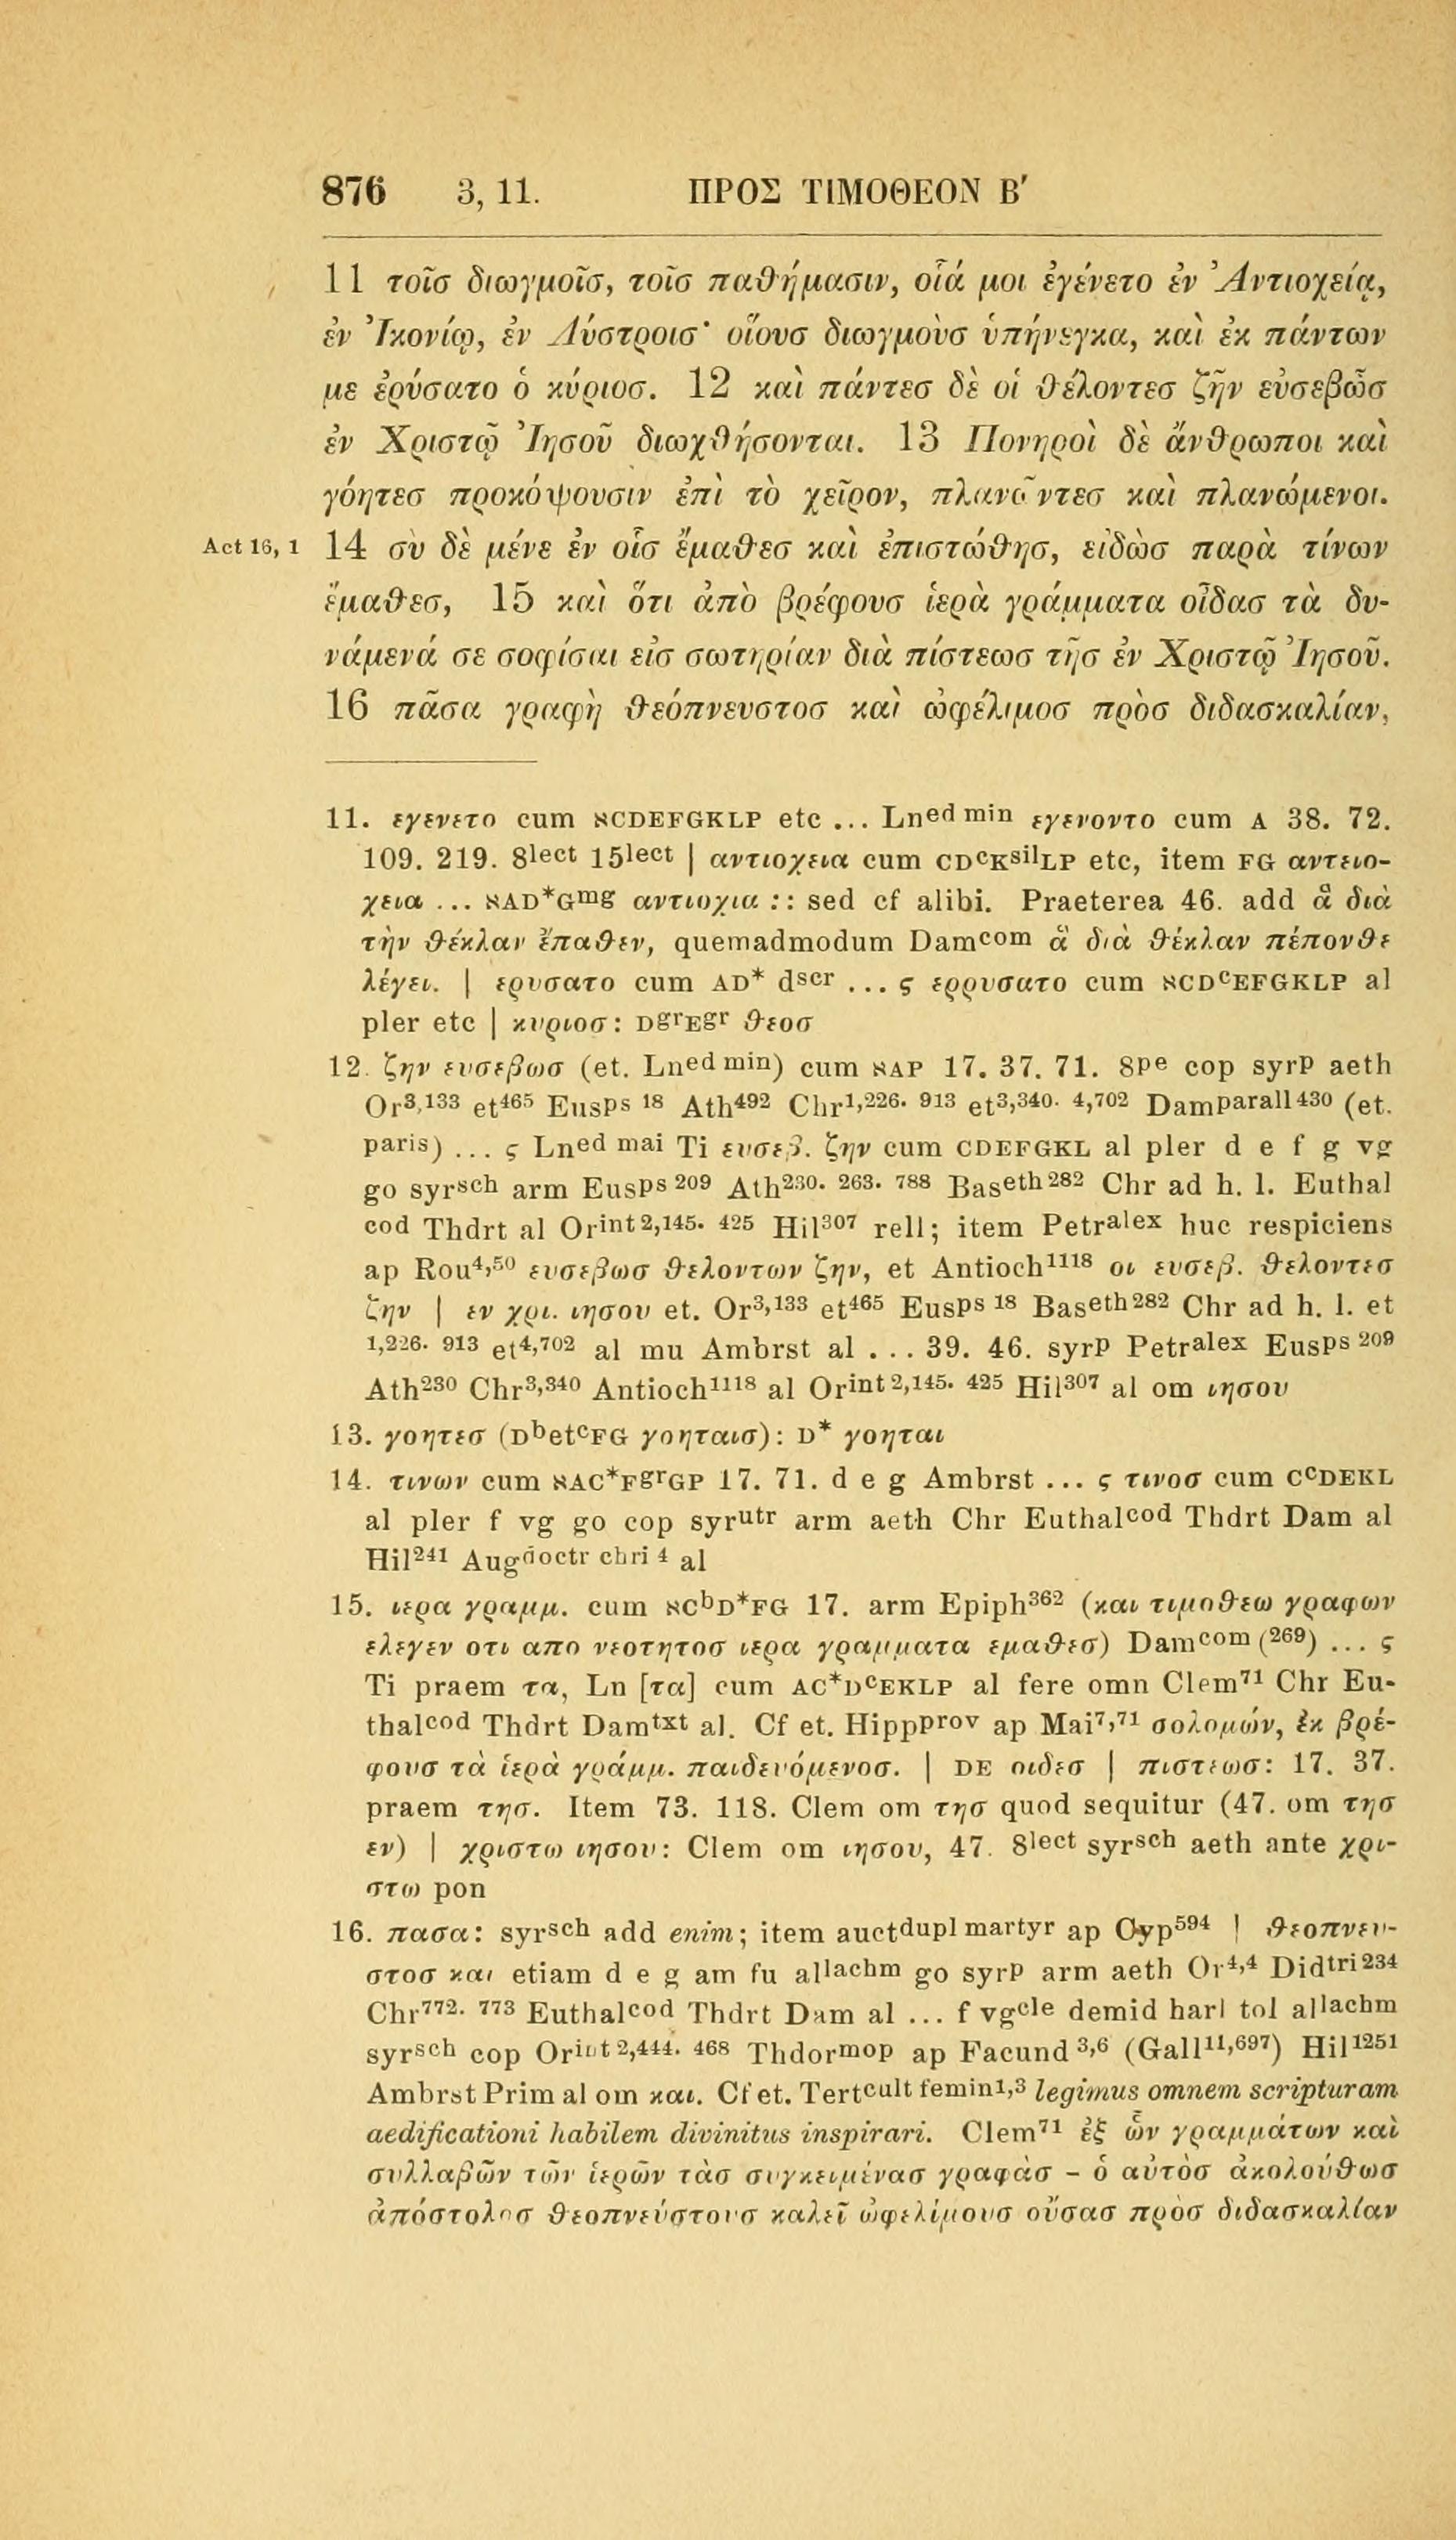 876 3, 11. ΠΡΟΣ ΤΙΜΟΘΕΟΝ Β′
11 τοῖσ διωγμοῖσ, τοῖσ παθήμασιν, οἷά μοι ἐγένετο ἐν Ἀντιοχείᾳ,
ἐν Ἰκονίῳ, ἐν Λύστροισ· οἵουσ διωγμοὺσ ὑπήνεγκα, καὶ ἐκ πάντων
με ἐρύσατο ὁ κύριοσ. 12 καὶ πάντεσ δὲ οἱ θέλοντεσ ζῆν εὐσεβῶσ
ἐν Χριστῷ Ἰησοῦ διωχθήσονται. 13 Πονηροὶ δὲ ἄνθρωποι καὶ
γόητεσ προκόψουσιν ἐπὶ τὸ χεῖρον, πλανῶντεσ καὶ πλανώμενοι.
Act 16, 1 14 σὺ δὲ μένε ἐν οἷσ ἔμαθεσ καὶ ἐπιστώθησ, εἰδὼσ παρὰ τίνων
ἔμαθεσ, 15 καὶ ὅτι ἀπὸ βρέφουσ ἱερὰ γράμματα οἶδασ τὰ δυ-
νάμενά σε σοφίσαι εἰσ σωτηρίαν διὰ πίστεωσ τῆσ ἐν Χριστῷ Ἰησοῦ.
16 πᾶσα γραφὴ θεόπνευστοσ καὶ ὠφέλιμοσ πρὸσ διδασκαλίαν,
11. εγενετο cum ℵCDEFGKLP etc ... Lned min εγενοντο cum A 38. 72.
109. 219. 8lect 15lect | αντιοχεια cum CDcKsilLP etc, item FG αντειο-
χεια ... ℵAD*Gmg αντιοχια :: sed cf alibi. Praeterea 46. add ἃ διὰ
τὴν θέκλαν ἔπαθεν, quemadmodum Damcom ἃ διὰ θέκλαν πέπονθε
λέγει. | ερυσατο cum AD* dscr ... ς ερρυσατο cum ℵCDcEFGKLP al
pler etc | κυριοσ: DgrEgr θεοσ
12. ζην ευσεβωσ (et. Lned min) cum ℵAP 17. 37. 71. 8pe cop syrp aeth
Or3,133 et465 Eusps 18 Ath492 Chr1,226. 913 et3,340. 4,702 Damparall430 (et.
paris) ... ς Lned mai Ti ευσεβ. ζην cum CDEFGKL al pler d e f g vg
go syrsch arm Eusps 209 Ath230. 263. 788 Baseth282 Chr ad h. l. Euthal
cod Thdrt al Orint 2,145. 425 Hil307 rell; item Petralex huc respiciens
ap Rou4,50 ευσεβωσ θελοντων ζην, et Antioch1118 οι ευσεβ. θελοντεσ
ζην | εν χρι. ιησου et. Or3,133 et465 Eusps 18 Baseth282 Chr ad h. l. et
1,226. 913 et4,702 al mu Ambrst al ... 39. 46. syrp Petralex Eusps 209
Ath230 Chr3,340 Antioch1118 al Orint 2,145. 425 Hil307 al om ιησου
13. γοητεσ (DbetcFG γοηταισ): D* γοηται
14. τινων cum ℵAC*FgrGP 17. 71. d e g Ambrst ... ς τινοσ cum CcDEKL
al pler f vg go cop syrutr arm aeth Chr Euthalcod Thdrt Dam al
Hil241 Augdoctr chri 4 al
15. ιερα γραμμ. cum ℵCbD*FG 17. arm Epiph362 (και τιμοθεω γραφων
ελεγεν οτι απο νεοτητοσ ιερα γραμματα εμαθεσ) Damcom (269) ... ς
Ti praem τα, Ln [τα] cum AC*DcEKLP al fere omn Clem71 Chr Eu-
thalcod Thdrt Damtxt al. Cf et. Hippprov ap Mai7,71 σολομών, ἐκ βρέ-
φουσ τὰ ἱερὰ γράμμ. παιδευόμενοσ. | DE οιδεσ | πιστεωσ: 17. 37.
praem τησ. Item 73. 118. Clem om τησ quod sequitur (47. om τησ
εν) | χριστω ιησου: Clem om ιησου, 47. 8lect syrsch aeth ante χρι-
στω pon
16. πασα: syrsch add enim; item auctdupl martyr ap Cyp594 | θεοπνευ-
στοσ και etiam d e g am fu allachm go syrp arm aeth Or4,4 Didtri234
Chr772. 773 Euthalcod Thdrt Dam al ... f vgcle demid harl tol allachm
syrsch cop Orint 2,444. 468 Thdormop ap Facund 3,6 (Gall11,697) Hil1251
Ambrst Prim al om και. Cf et. Tertcult femin1,3 legimus omnem scripturam
aedificationi habilem divinitus inspirari. Clem71 ἐξ ὧν γραμμάτων καὶ
συλλαβῶν τῶν ἱερῶν τὰσ συγκειμένασ γραφὰσ - ὁ αὐτὸσ ἀκολούθωσ
ἀπόστολοσ θεοπνεύστουσ καλεῖ ὠφελίμουσ οὔσασ πρὸσ διδασκαλίαν